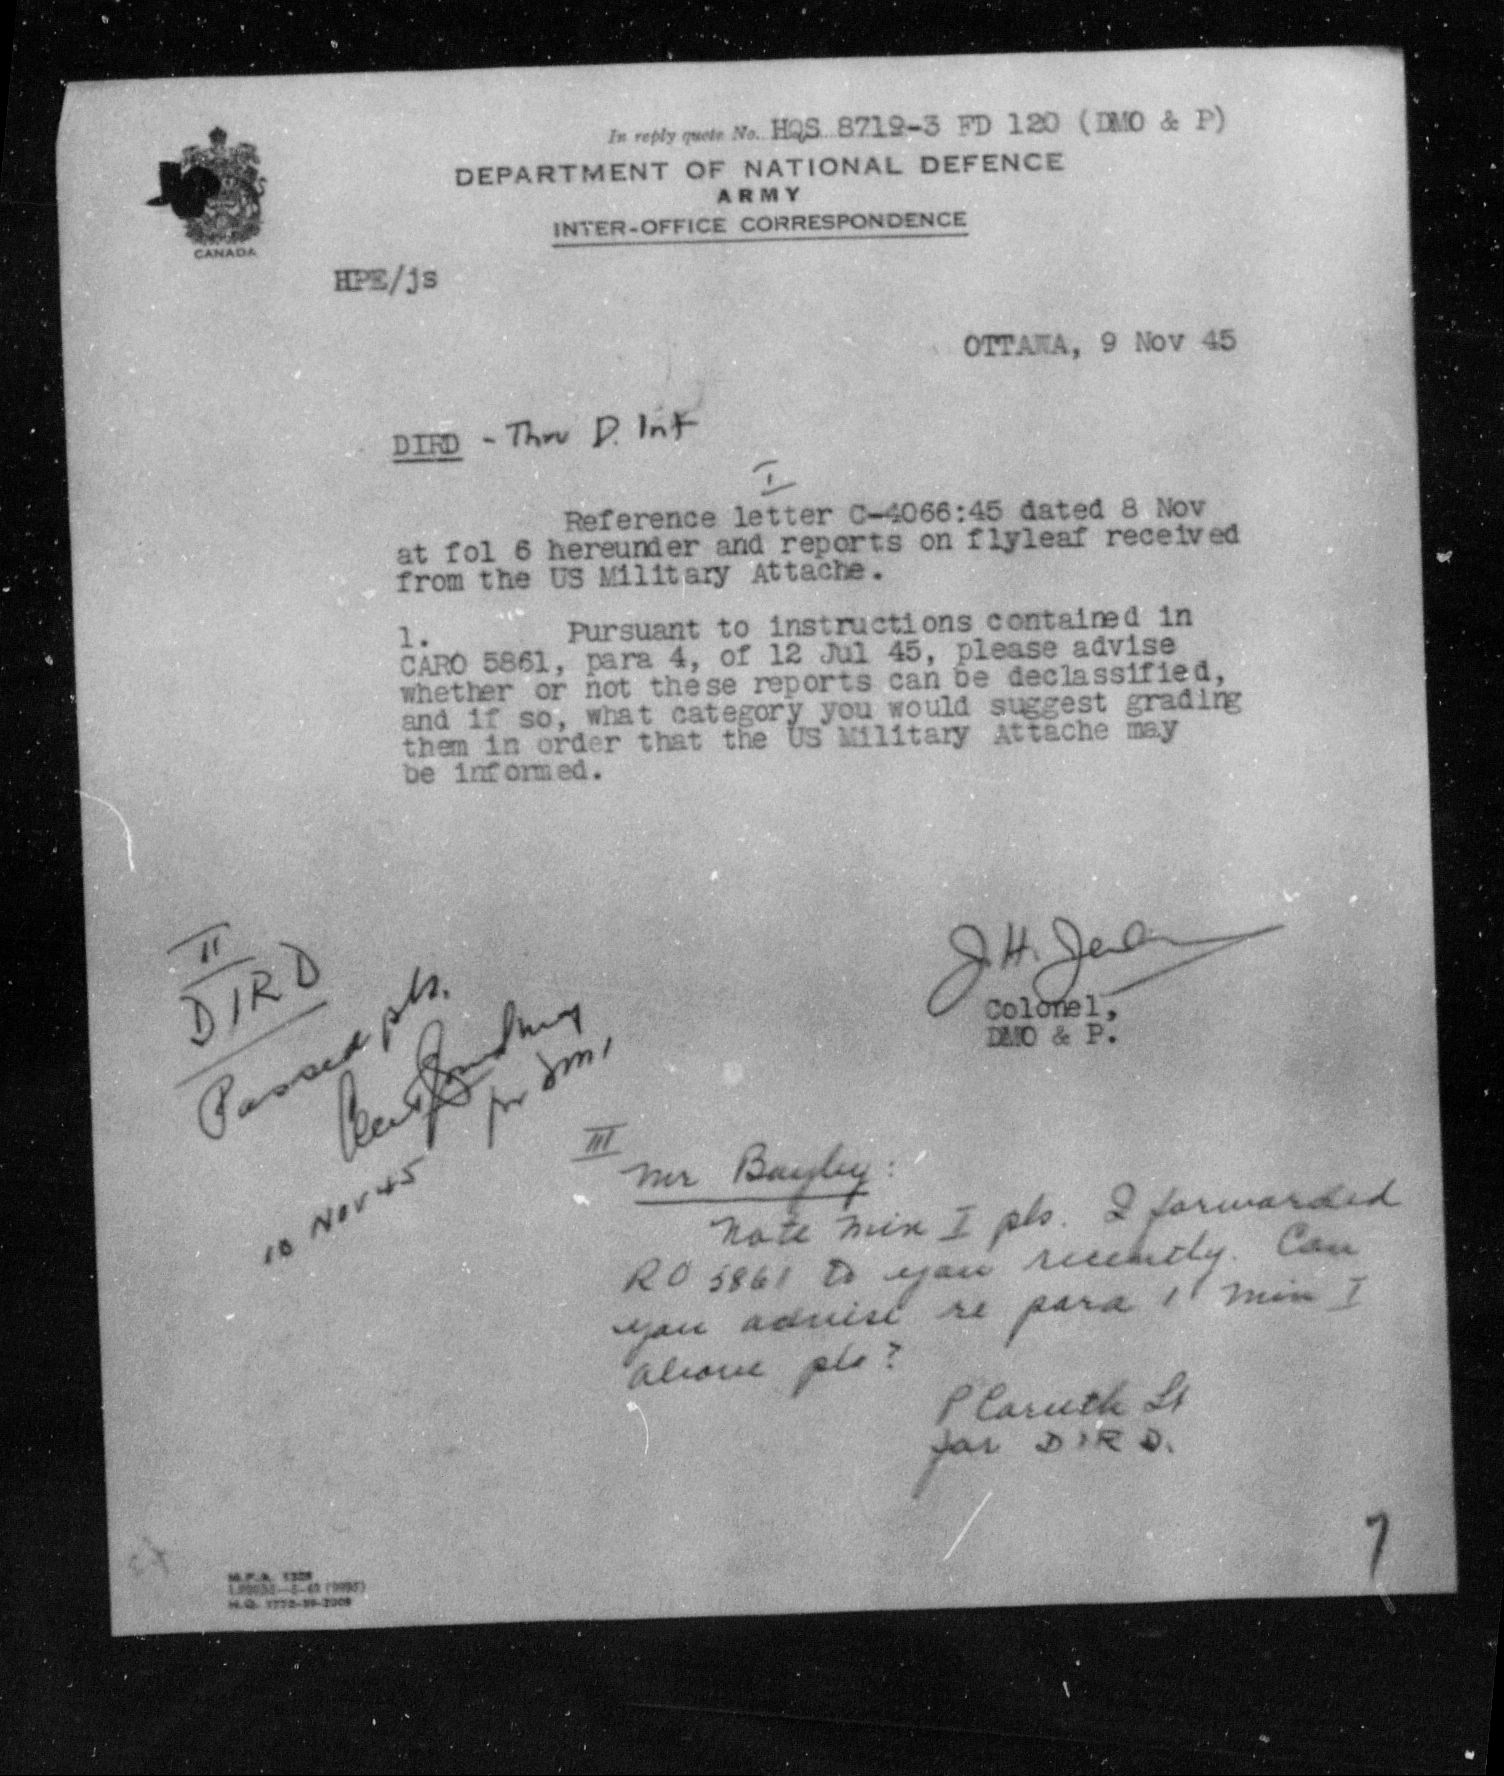 In reply quote No. HQS 8719-3 FD 120 (DMO & P)
DEPARTMENT OF NATIONAL DEFENCE
ARMY
INTER-OFFICE CORRESPONDENCE
CANADA
HPE/js
OTTAWA, 9 Nov 45
DIRD - Thru D. Int
I
Reference letter C-4066:45 dated 8 Nov
at fol 6 hereunder and reports on flyleaf received
from the US Military Attache.
1. Pursuant to instructions contained in
CARO 5861, para 4, of 12 Jul 45, please advise
whether or not these reports can be declassified,
and if so, what category you would suggest grading
them in order that the US Military Attache may
be informed.
J.H. 
Colonel,
DMO & P.
II
DIRD
Passed pls.
for
10 NOV 45
III
Mr Bayley:
Note Min I pls. I forwarded
RO 5861 to you recently. Can
you advise re para 1 Min I
above pls?
P Caruth Lt
for DIRD.
7